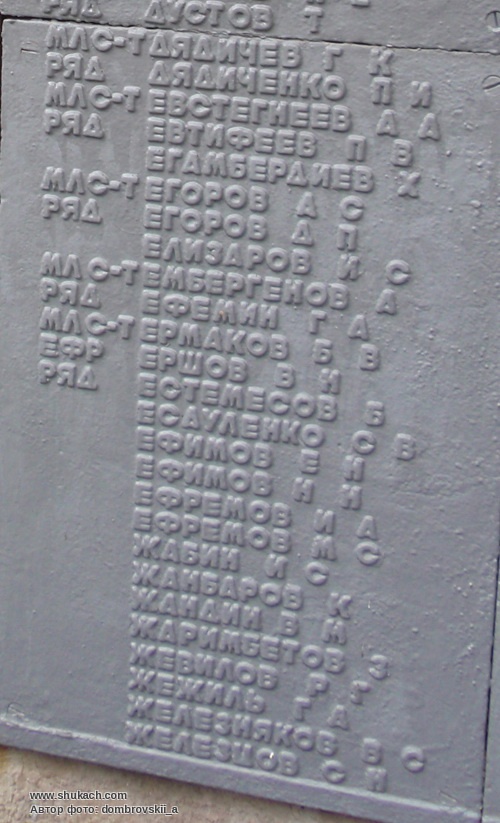 РЯД ДУСТОВ Т
МЛС-Т ДЯДИЧЕВ Г К
РЯД ДЯДИЧЕНКО П И
МЛС-Т ЕВСТЕГНЕЕВ А А
РЯД ЕВТИФЕЕВ П В
ЕГАМБЕРДИЕВ Х
МЛС-Т ЕГОРОВ А С
РЯД ЕГОРОВ Д П
ЕЛИЗАРОВ И С
МЛС-Т ЕМБЕРГЕНОВ А
РЯД ЕФЕМИН Г А
МЛС-Т ЕРМАКОВ Б В
ЕФР ЕРШОВ В И
РЯД ЕСТЕМЕСОВ Б
ЕСАУЛЕНКО С В
ЕФИМОВ Е Н
ЕФИМОВ Н Н
ЕФРЕМОВ И А
ЕФРЕМОВ М С
ЖАБИН И С
ЖАНБАРОВ К
ЖАНДИН В М
ЖАРИМБЕТОВ З
ЖЕВИЛОВ Р Г
ЖЕЖИЛЬ Г А
ЖЕЛЕЗНЯКОВ В С
ЖЕЛЕЗЦОВ С Н
www.shukach.com
Автор фото: dombrovskii_a